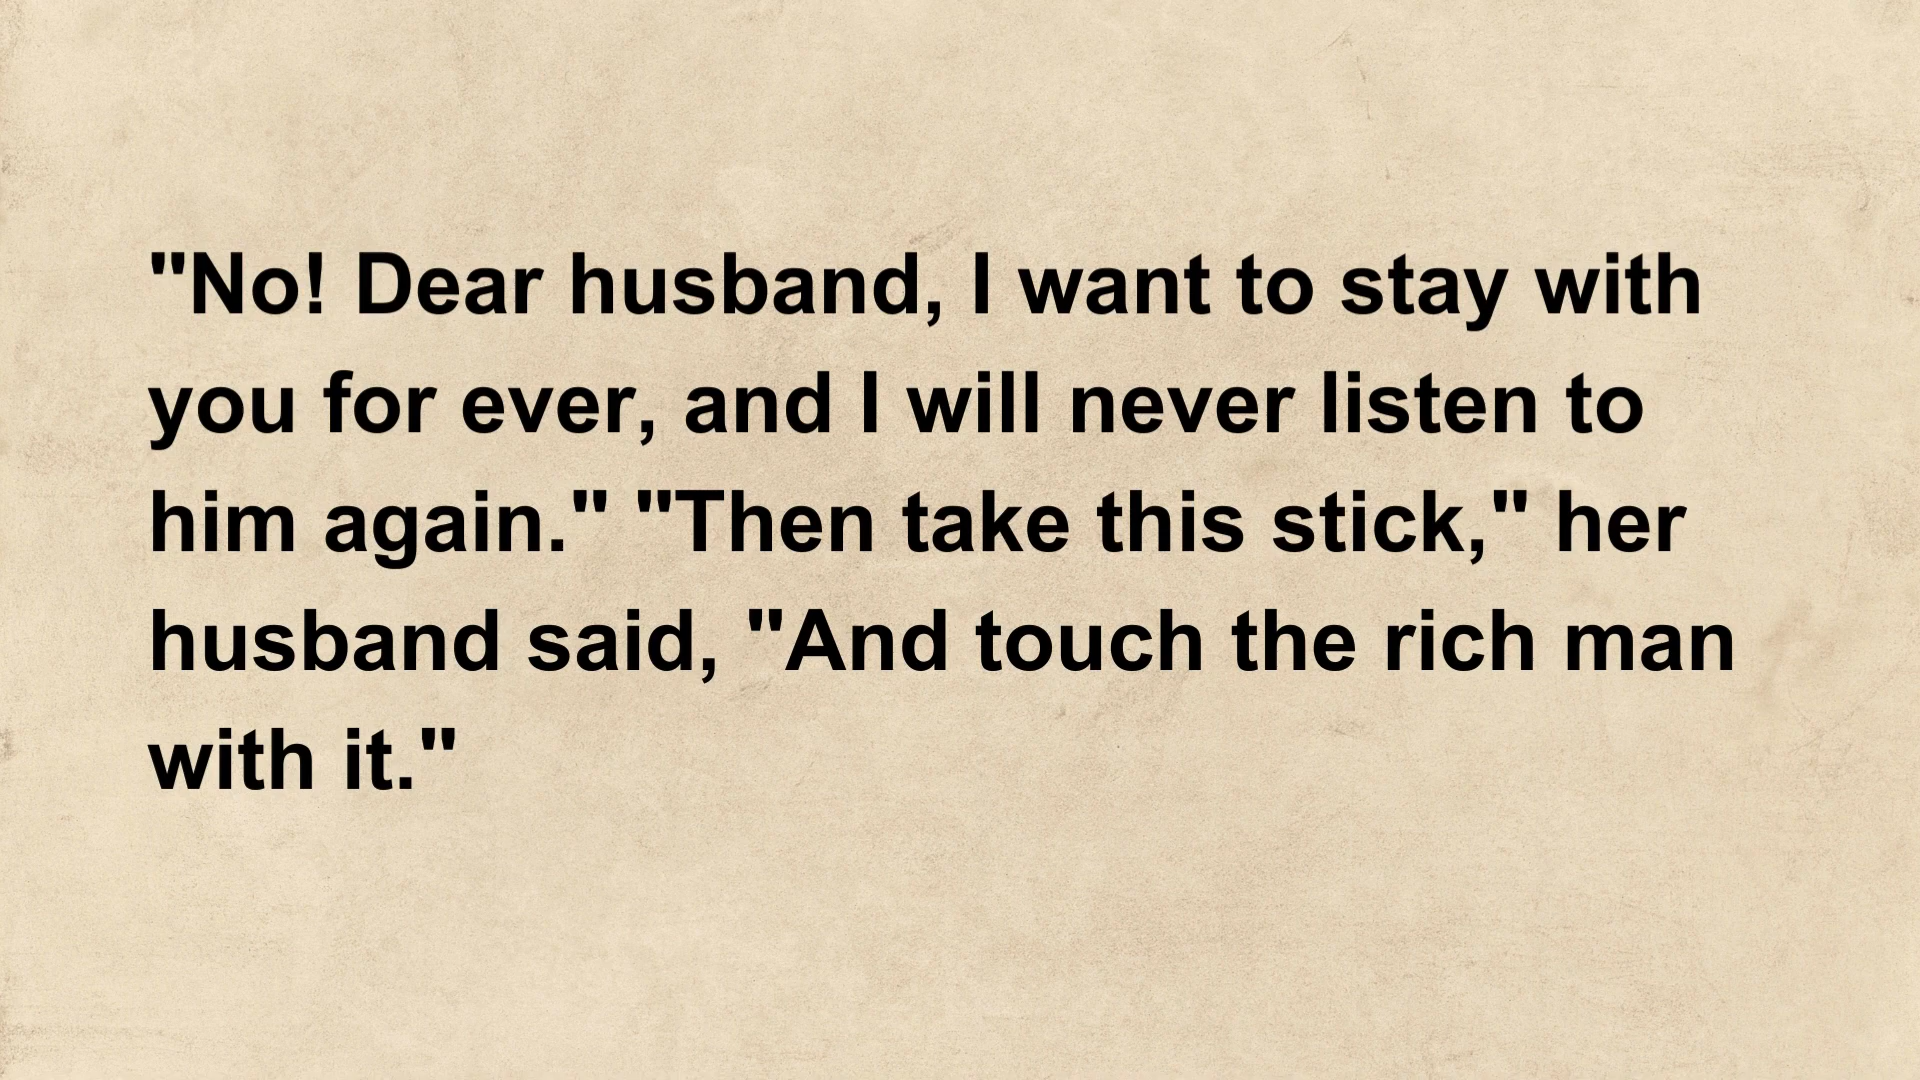 "No! Dear husband, I want to stay with
you for ever, and I will never listen to
him again." "Then take this stick," her
husband said, "And touch the rich man
with it."